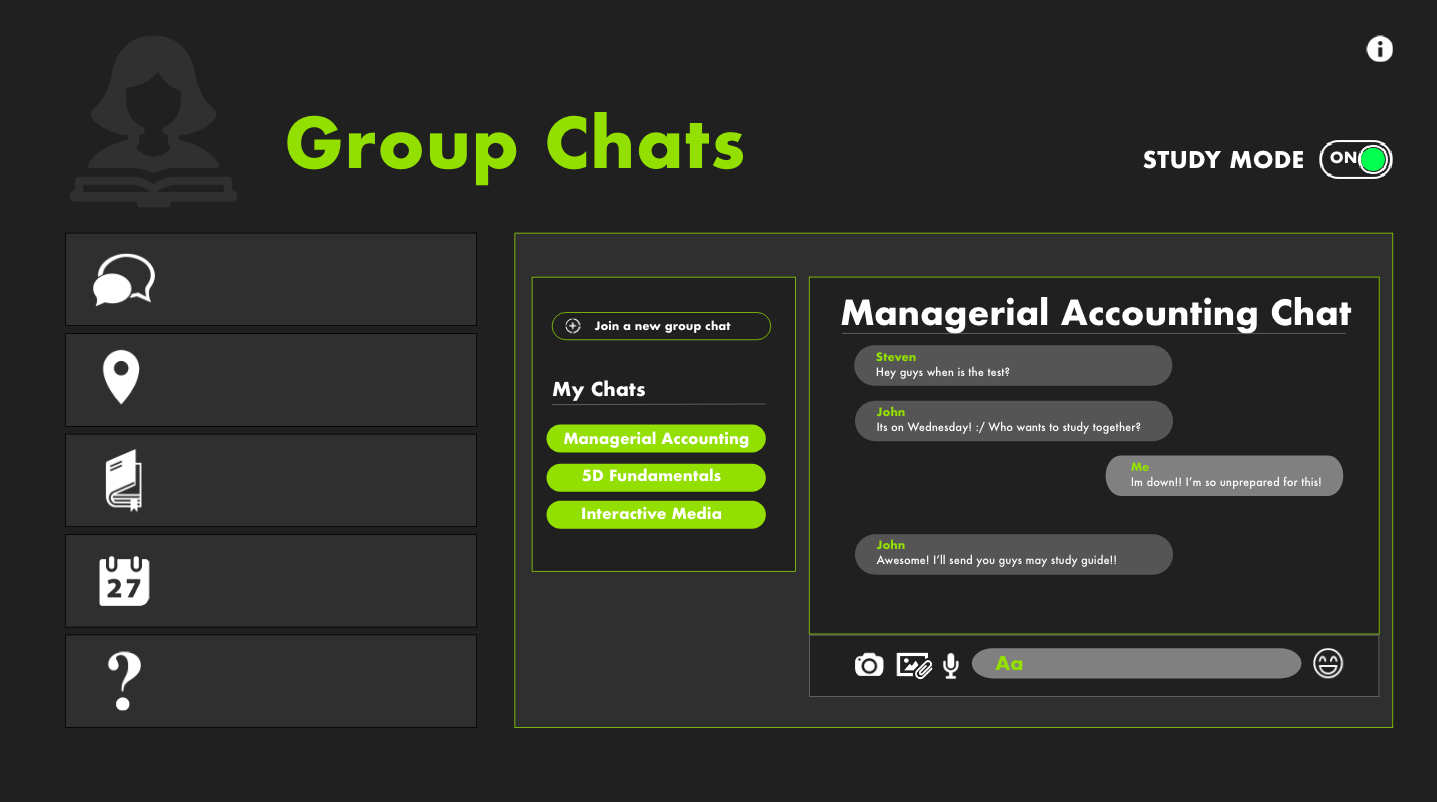 Group Chats
STUDY MODE ON
27
?
Join a new group chat
My Chats
Managerial Accounting
5D Fundamentals
Interactive Media
Managerial Accounting Chat
Steven
Hey guys when is the test?
John
Its on Wednesday! :/ Who wants to study together?
Me
Im down!! I’m so unprepared for this!
John
Awesome! I’ll send you guys may study guide!!
Aa